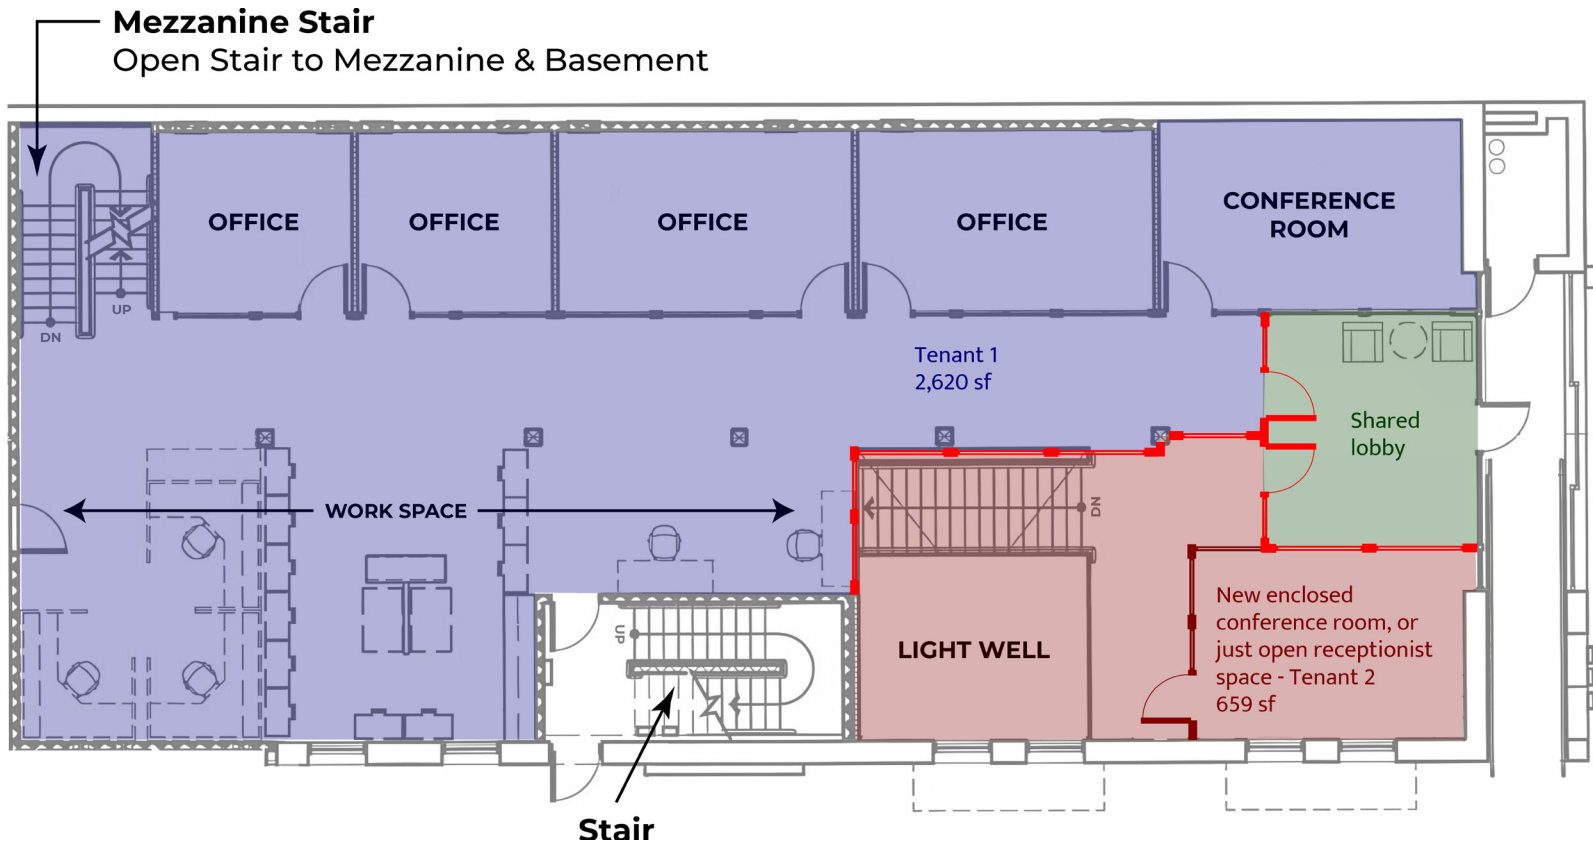 Mezzanine Stair
Open Stair to Mezzanine & Basement
OFFICE
OFFICE
OFFICE
OFFICE
CONFERENCE
ROOM
UP
DN
Tenant 1
2,620 sf
Shared
lobby
WORK SPACE
DN
New enclosed
conference room, or
just open receptionist
space - Tenant 2
659 sf
UP
LIGHT WELL
Stair